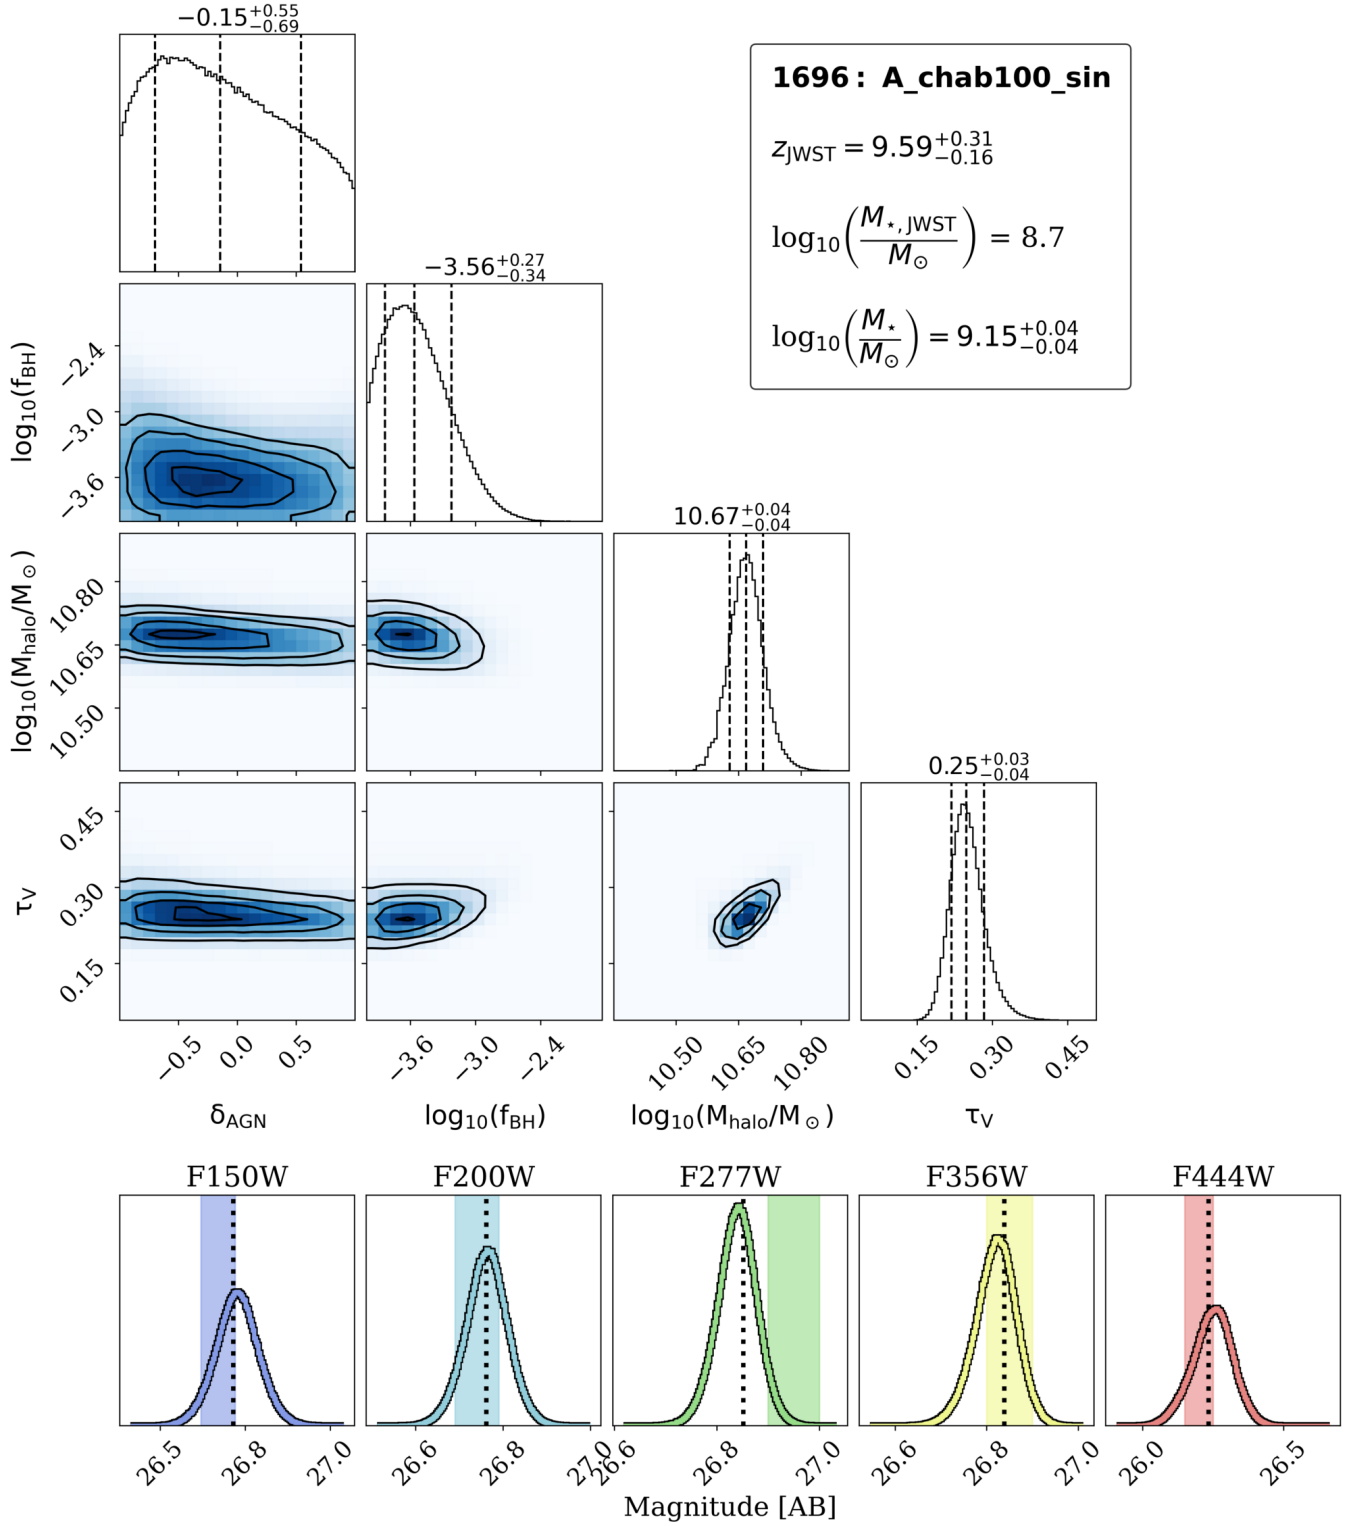 −0.15+0.55−0.69
1696: A_chab100_sin
zJWST = 9.59+0.31−0.16
log10(M⋆,JWST/M⊙) = 8.7
log10(M⋆/M⊙) = 9.15+0.04−0.04
−3.56+0.27−0.34
log10(fBH)
−2.4
−3.0
−3.6
10.67+0.04−0.04
log10(Mhalo/M⊙)
10.80
10.65
10.50
0.25+0.03−0.04
τV
0.45
0.30
0.15
−0.5 0.0 0.5
−3.6 −3.0 −2.4
10.50 10.65 10.80
0.15 0.30 0.45
δAGN log10(fBH) log10(Mhalo/M⊙) τV
F150W F200W F277W F356W F444W
26.5 26.8 27.0
26.6 26.8 27.0
26.6 26.8 27.0
26.6 26.8 27.0
26.0 26.5
Magnitude [AB]